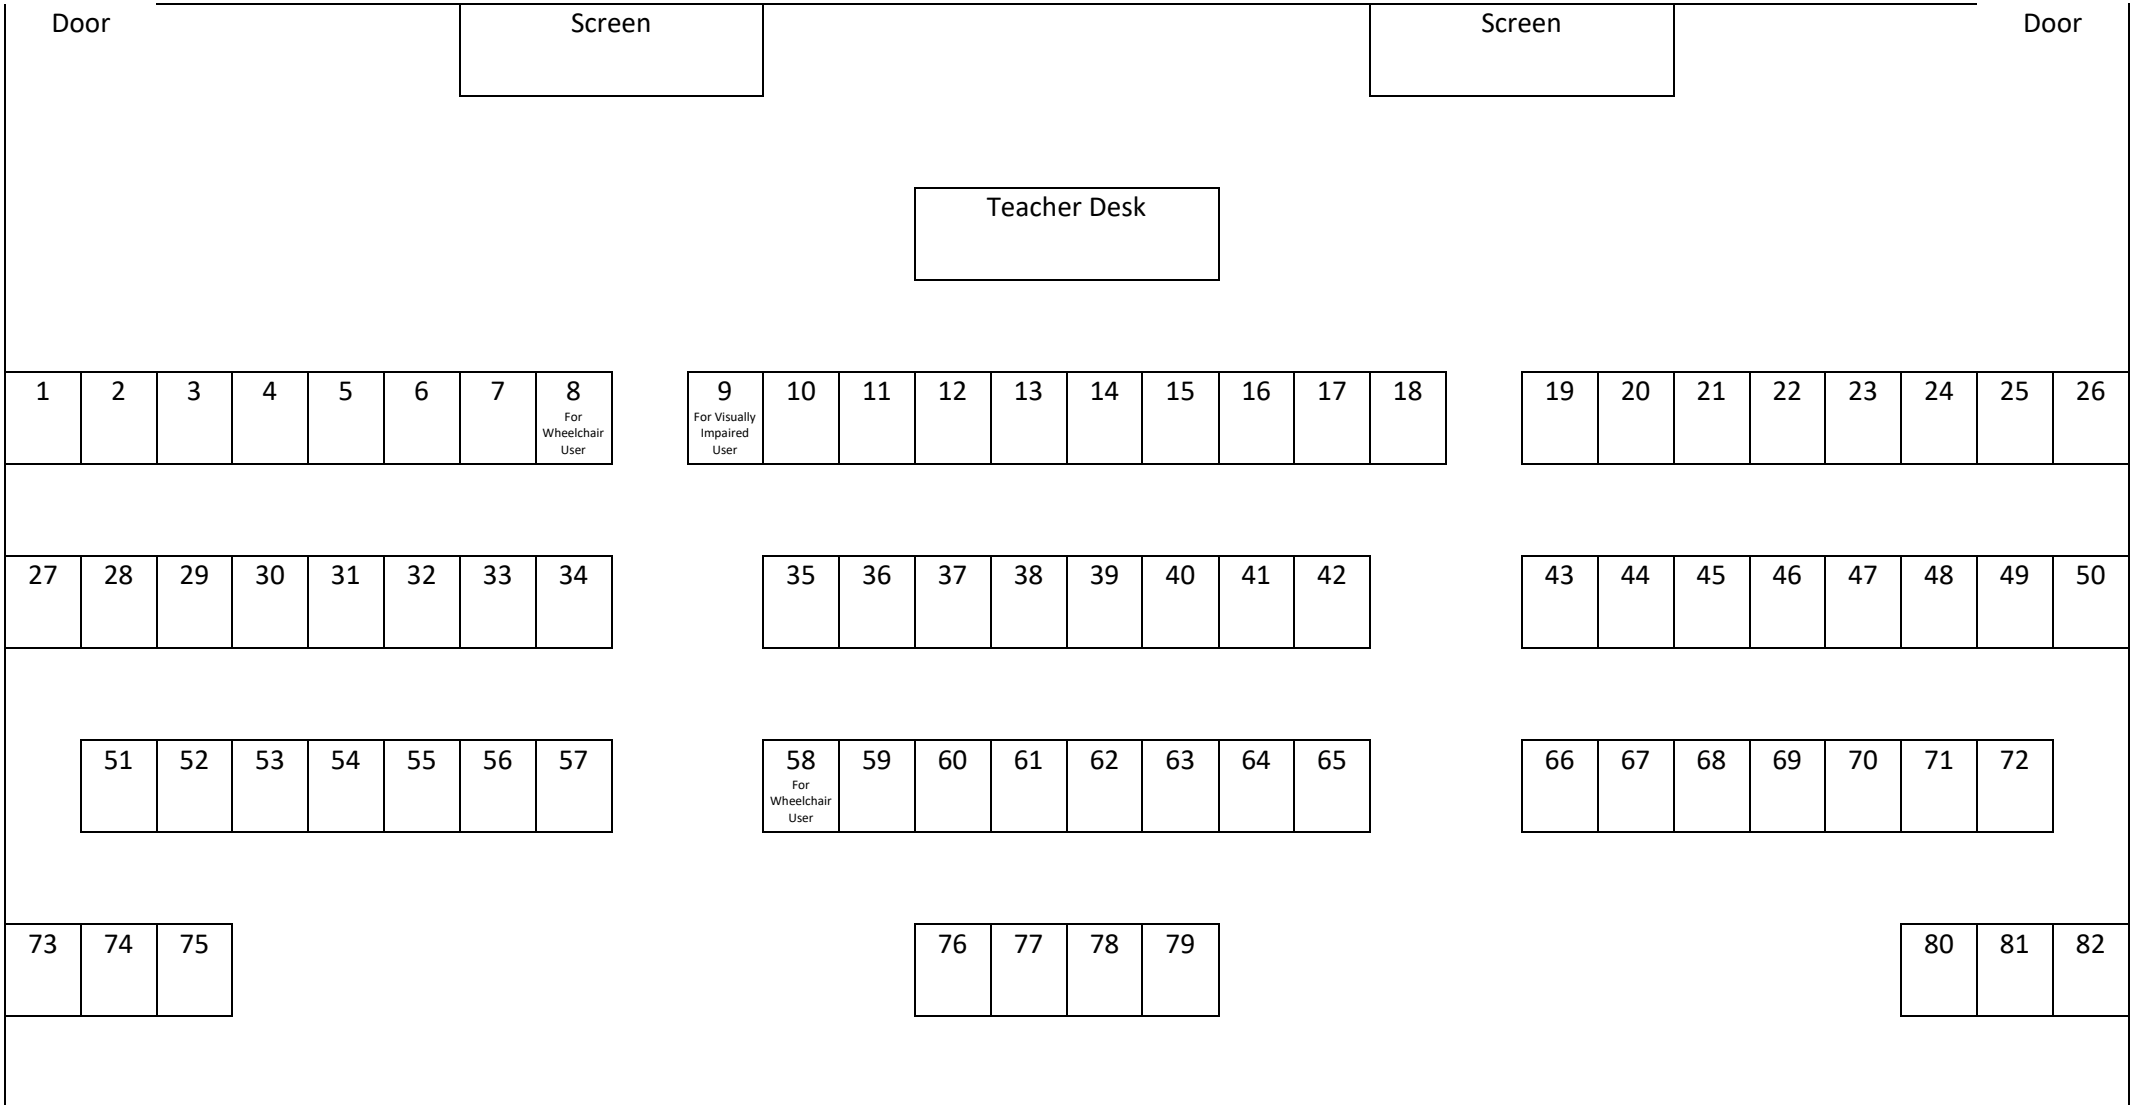 Door Screen Screen Door
Teacher Desk
1 2 3 4 5 6 7 8 9 10 11 12 13 14 15 16 17 18 19 20 21 22 23 24 25 26
For For Visually
Wheelchair Impaired
User User
27 28 29 30 31 32 33 34 35 36 37 38 39 40 41 42 43 44 45 46 47 48 49 50
51 52 53 54 55 56 57 58 59 60 61 62 63 64 65 66 67 68 69 70 71 72
For
Wheelchair
User
73 74 75 76 77 78 79 80 81 82